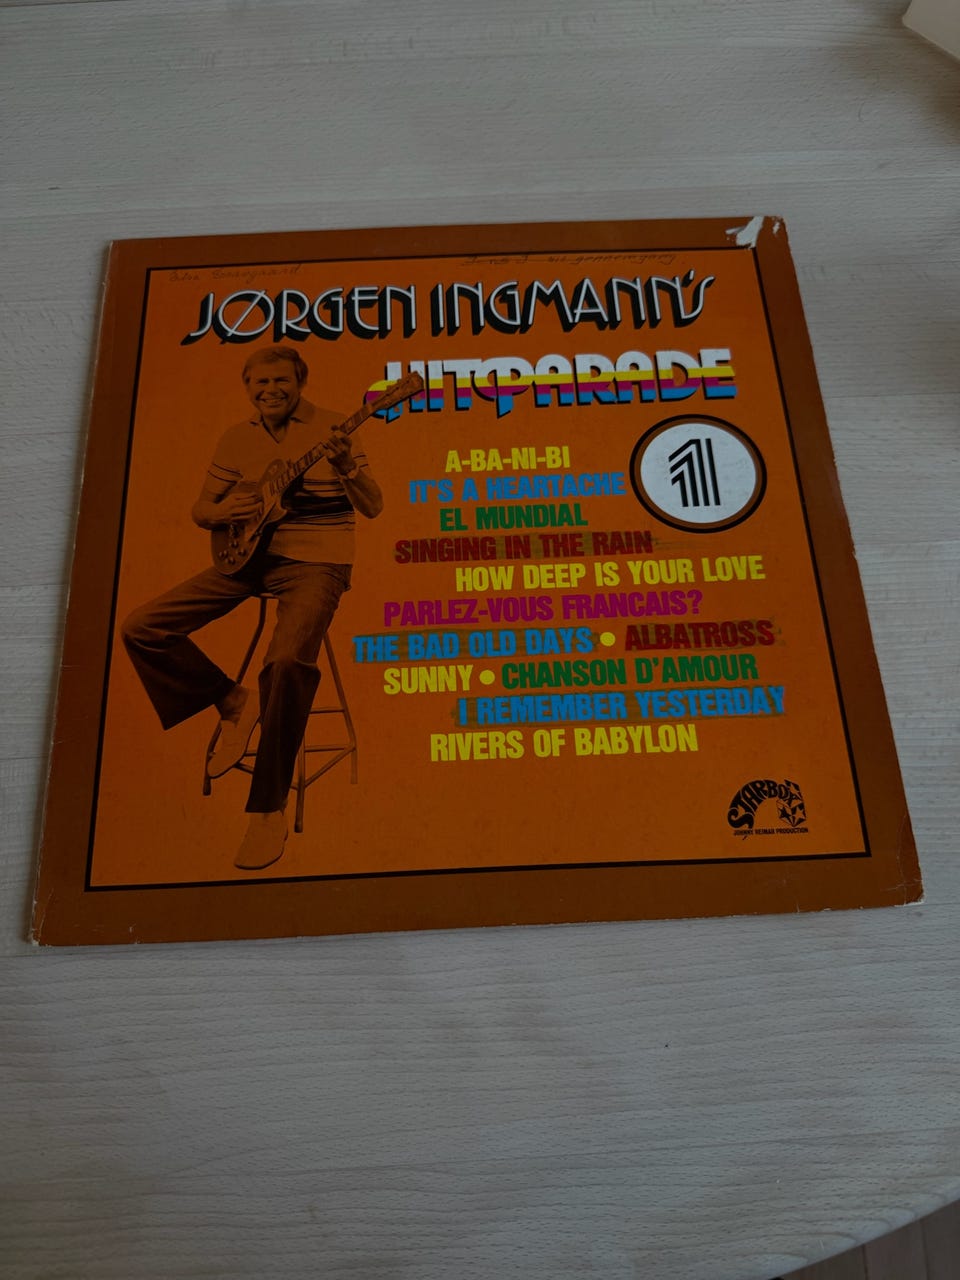 JØRGEN INGMANN'S
HITPARADE
1
A-BA-NI-BI
IT'S A HEARTACHE
EL MUNDIAL
SINGING IN THE RAIN
HOW DEEP IS YOUR LOVE
PARLEZ-VOUS FRANCAIS?
THE BAD OLD DAYS • ALBATROSS
SUNNY • CHANSON D'AMOUR
I REMEMBER YESTERDAY
RIVERS OF BABYLON
STARBOX
JOHNNY REIMAR PRODUCTION